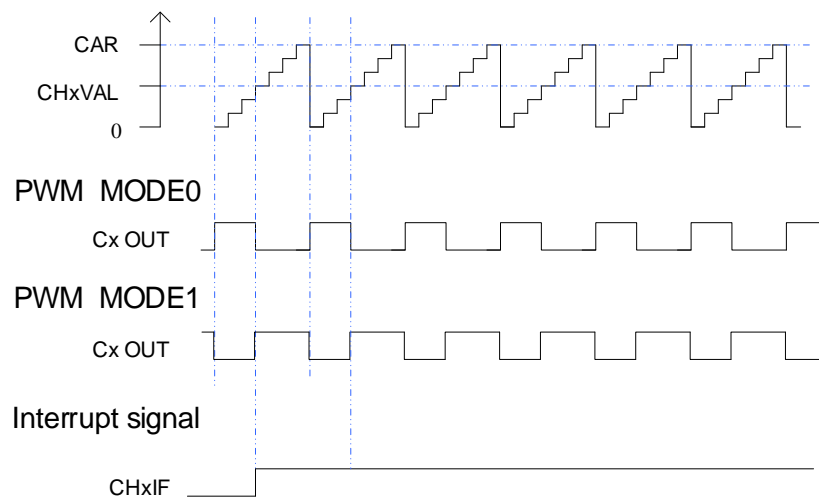 CAR
CHxVAL
0
PWM MODE0
Cx OUT
PWM MODE1
Cx OUT
Interrupt signal
CHxIF